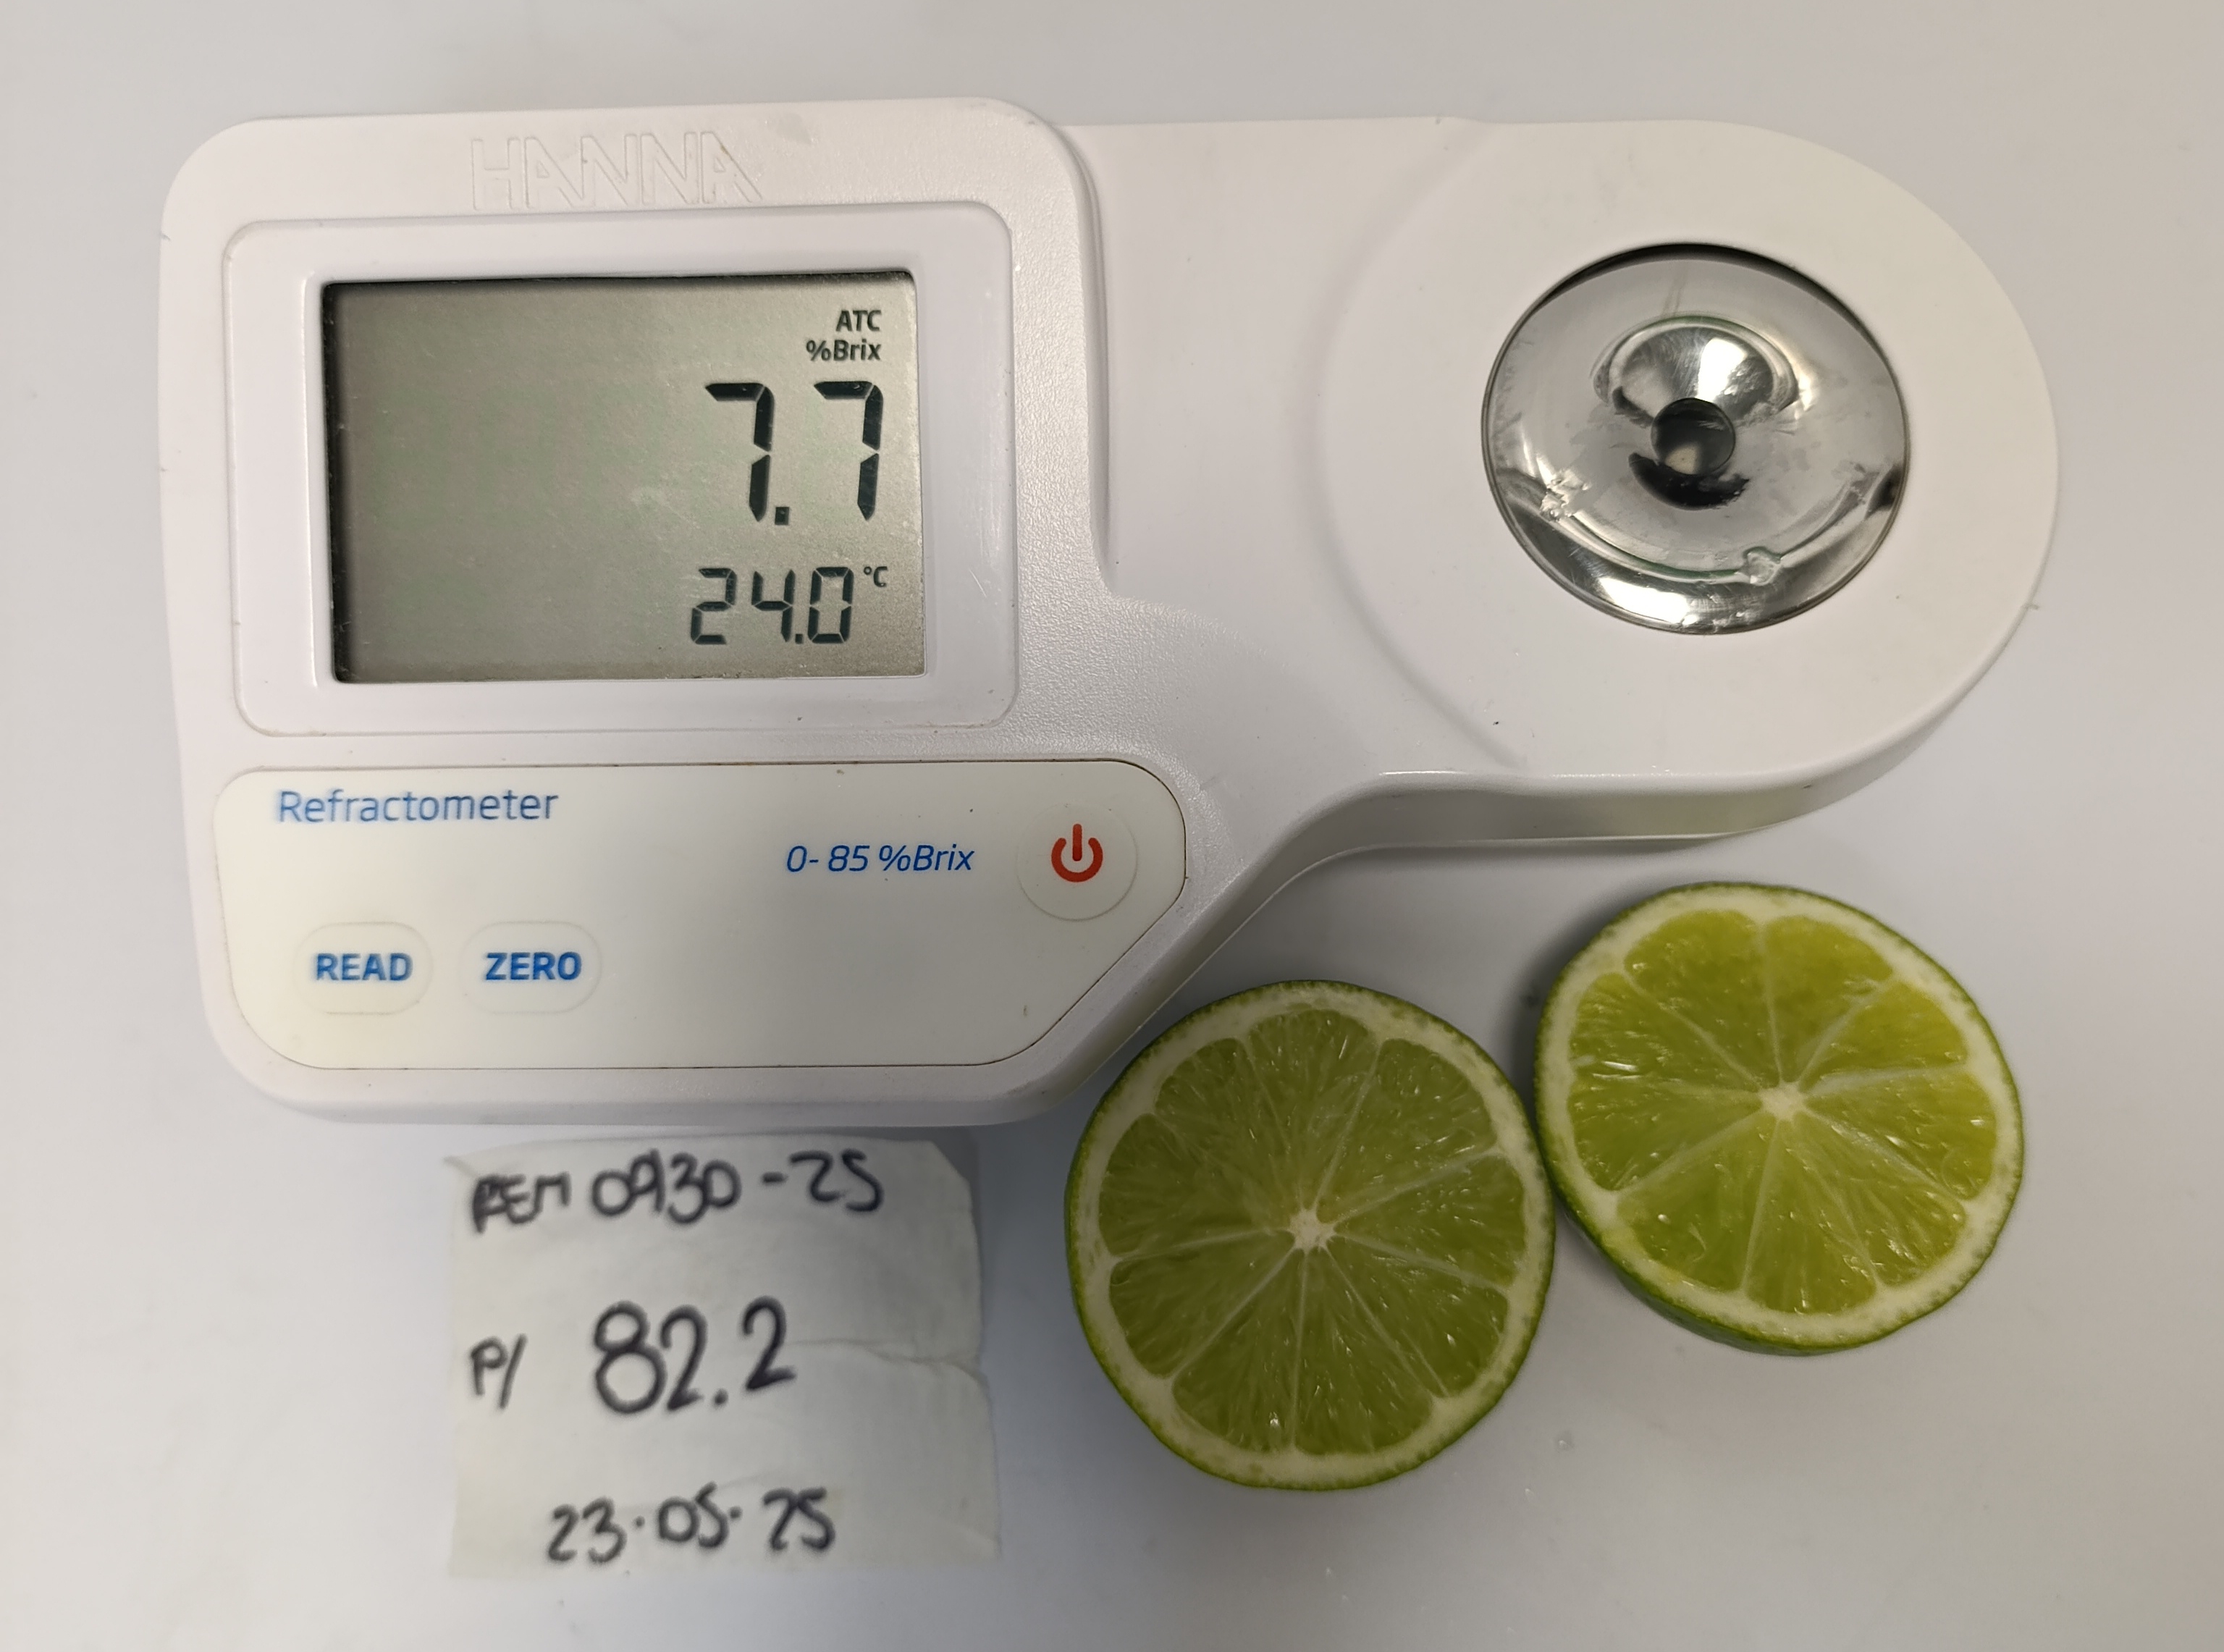 HANNA
ATC
%Brix
7.7
24.0 °C
Refractometer
0-85 %Brix
READ ZERO
REM 0930-25
P/ 82.2
23.05.25